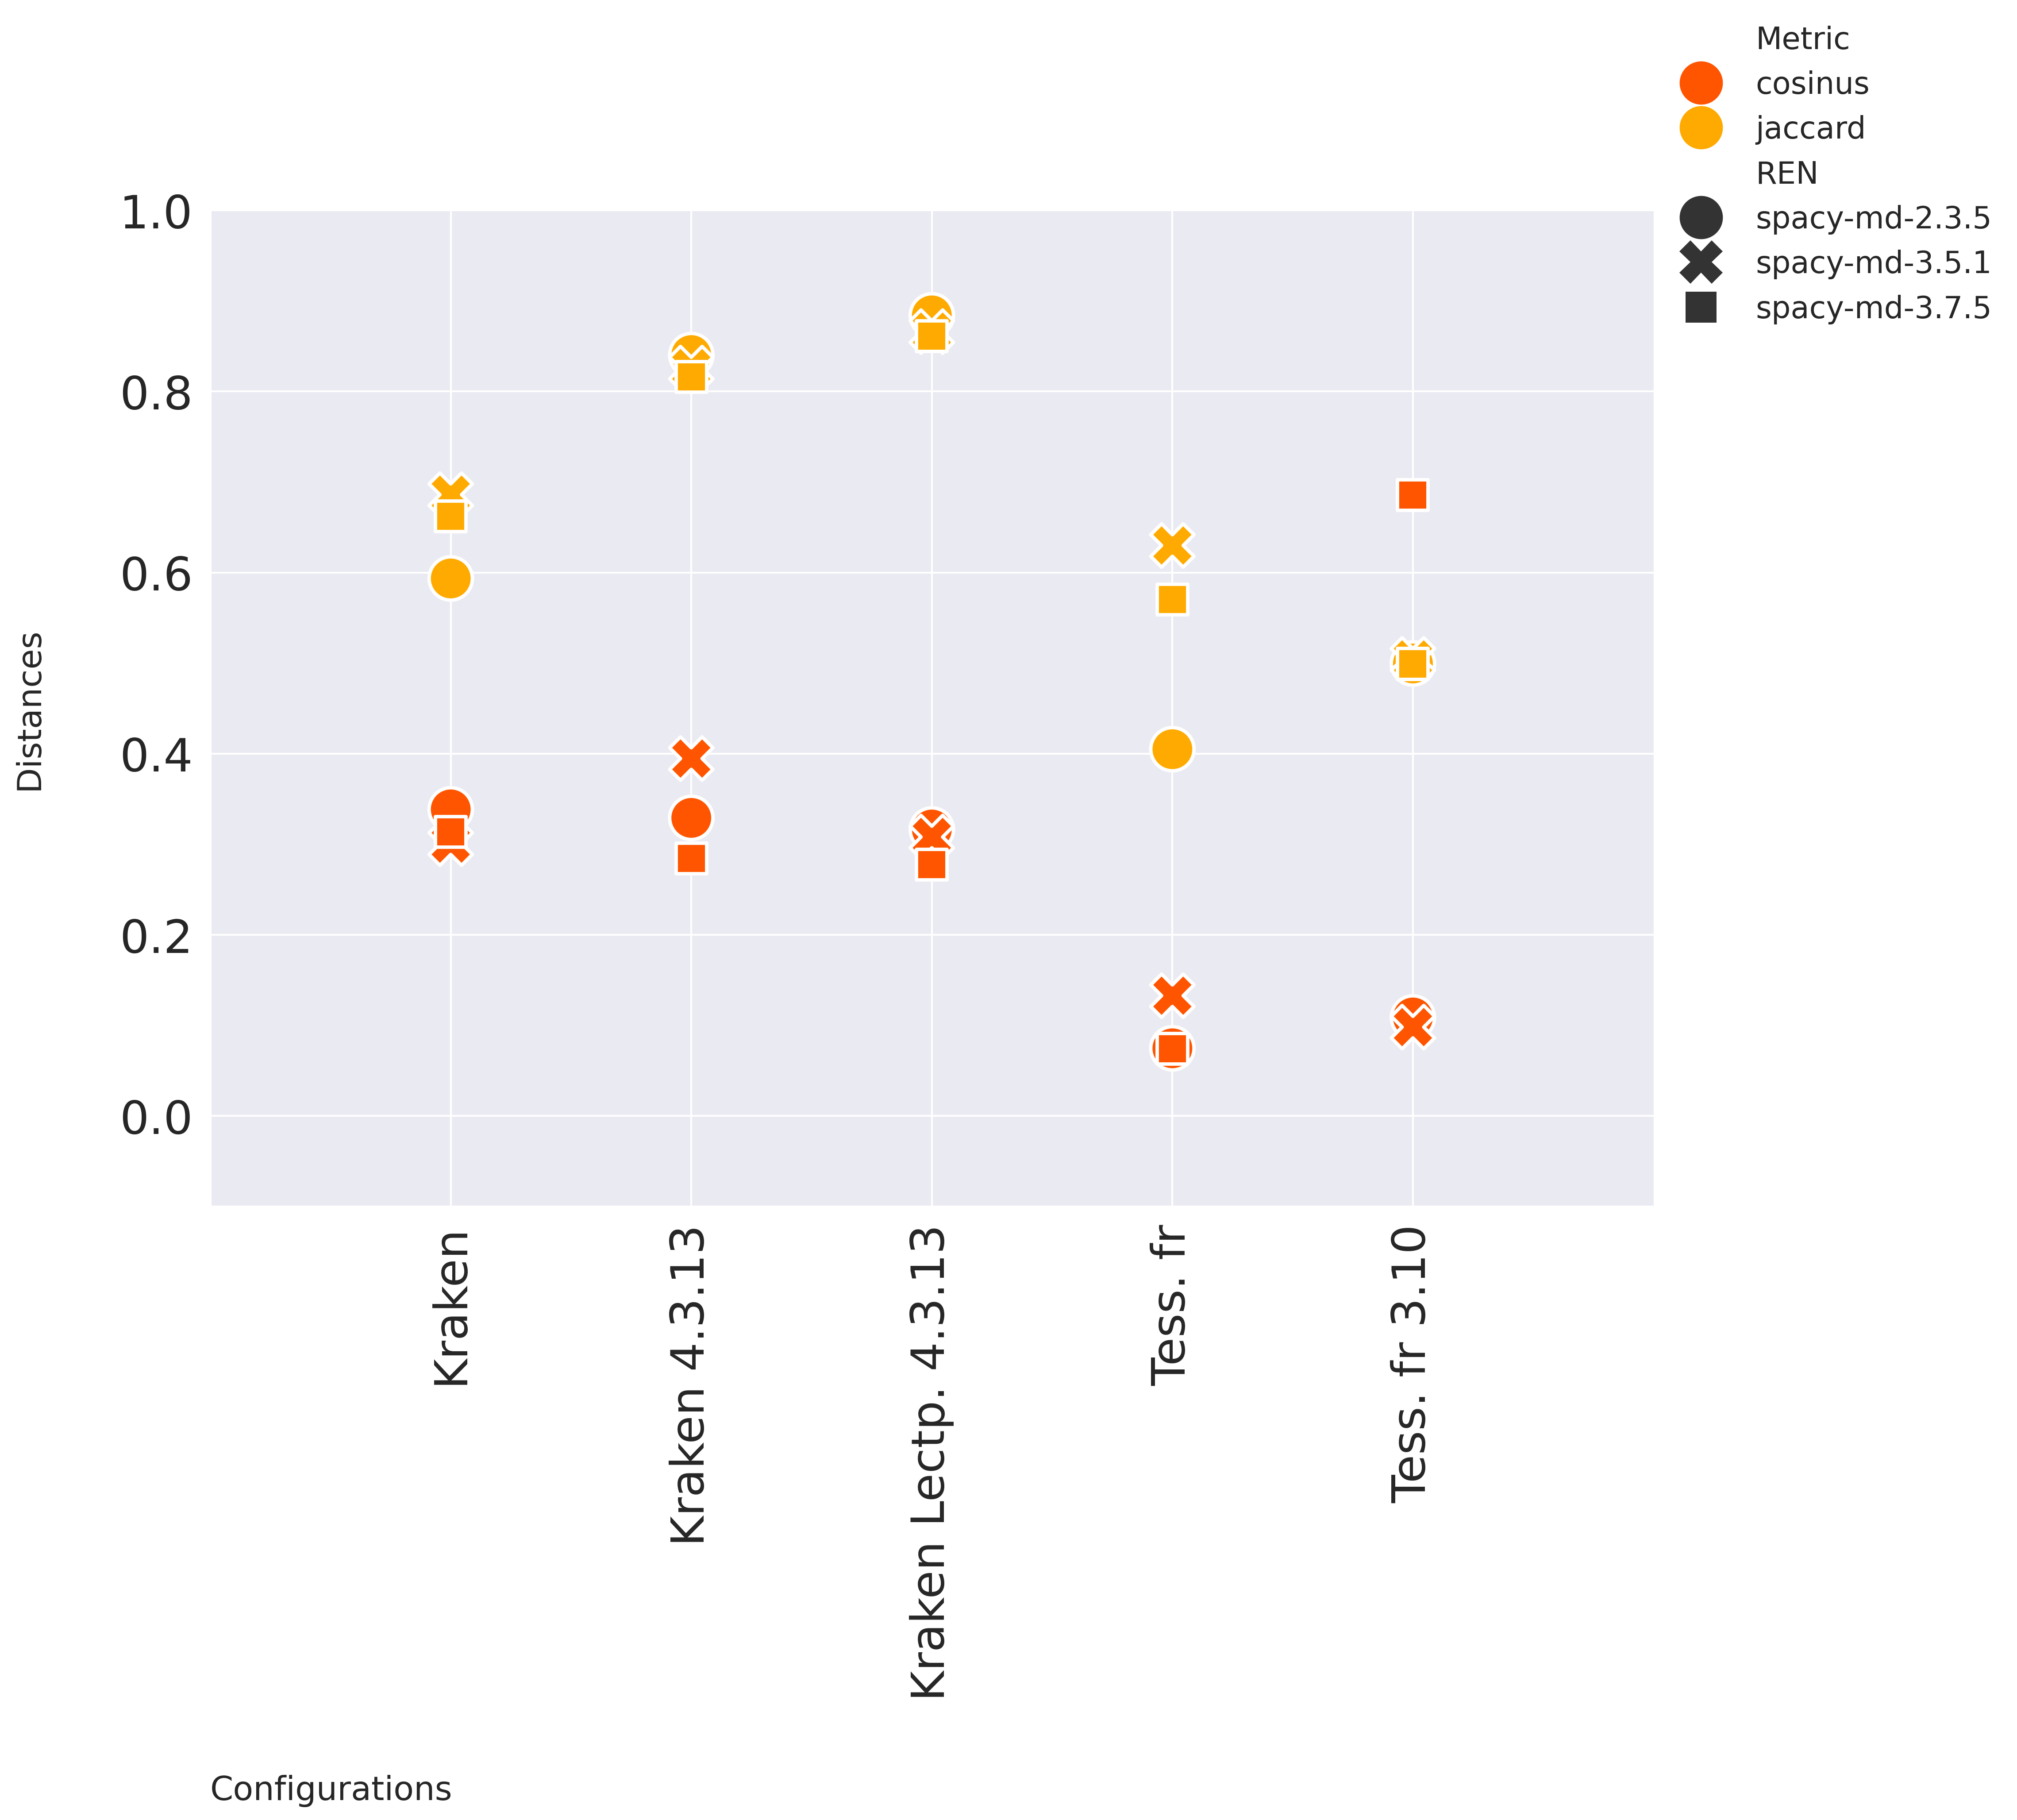 Metric
cosinus
jaccard
REN
spacy-md-2.3.5
spacy-md-3.5.1
spacy-md-3.7.5
1.0
0.8
0.6
0.4
0.2
0.0
Distances
Kraken
Kraken 4.3.13
Kraken Lectp. 4.3.13
Tess. fr
Tess. fr 3.10
Configurations